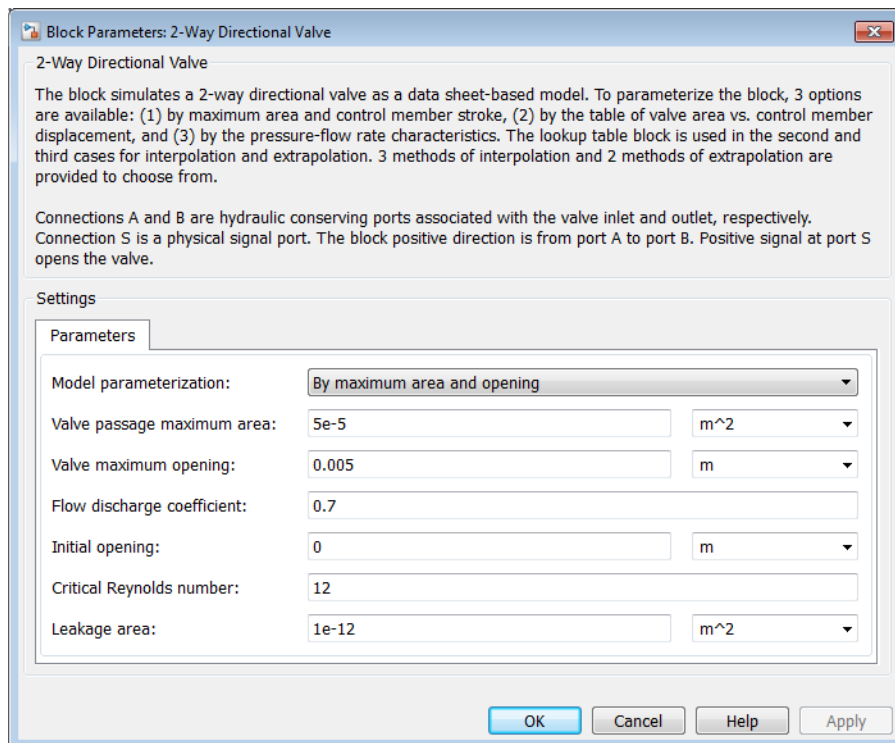 Block Parameters: 2-Way Directional Valve
2-Way Directional Valve
The block simulates a 2-way directional valve as a data sheet-based model. To parameterize the block, 3 options
are available: (1) by maximum area and control member stroke, (2) by the table of valve area vs. control member
displacement, and (3) by the pressure-flow rate characteristics. The lookup table block is used in the second and
third cases for interpolation and extrapolation. 3 methods of interpolation and 2 methods of extrapolation are
provided to choose from.
Connections A and B are hydraulic conserving ports associated with the valve inlet and outlet, respectively.
Connection S is a physical signal port. The block positive direction is from port A to port B. Positive signal at port S
opens the valve.
Settings
Parameters
Model parameterization: By maximum area and opening
Valve passage maximum area: 5e-5 m^2
Valve maximum opening: 0.005 m
Flow discharge coefficient: 0.7
Initial opening: 0 m
Critical Reynolds number: 12
Leakage area: 1e-12 m^2
OK Cancel Help Apply